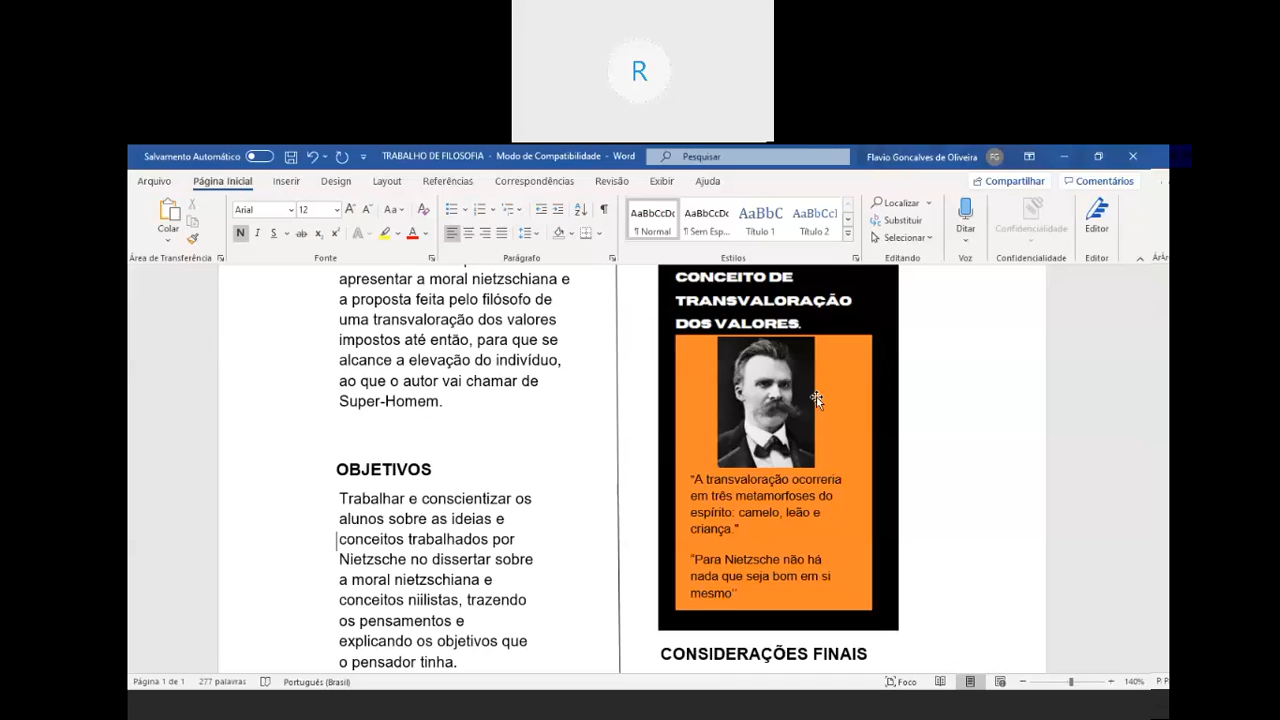 R
Salvamento Automático
TRABALHO DE FILOSOFIA - Modo de Compatibilidade - Word
Pesquisar
Flavio Goncalves de Oliveira
FG
Arquivo
Página Inicial
Inserir
Design
Layout
Referências
Correspondências
Revisão
Exibir
Ajuda
Compartilhar
Comentários
Colar
Arial
12
Aa
N I S ab x₁ x¹
AaBbCcDc
AaBbCcDc
AaBbC
AaBbCcI
¶ Normal
¶ Sem Esp...
Título 1
Título 2
Localizar
Substituir
Selecionar
Ditar
Confidencialidade
Editor
Área de Transferência
Fonte
Parágrafo
Estilos
Editando
Voz
Confidencialidade
Editor
apresentar a moral nietzschiana e
a proposta feita pelo filósofo de
uma transvaloração dos valores
impostos até então, para que se
alcance a elevação do indivíduo,
ao que o autor vai chamar de
Super-Homem.
OBJETIVOS
Trabalhar e conscientizar os
alunos sobre as ideias e
conceitos trabalhados por
Nietzsche no dissertar sobre
a moral nietzschiana e
conceitos niilistas, trazendo
os pensamentos e
explicando os objetivos que
o pensador tinha.
CONCEITO DE
TRANSVALORAÇÃO
DOS VALORES.
"A transvaloração ocorreria
em três metamorfoses do
espírito: camelo, leão e
criança."
"Para Nietzsche não há
nada que seja bom em si
mesmo''
CONSIDERAÇÕES FINAIS
Página 1 de 1
277 palavras
Português (Brasil)
Foco
140%